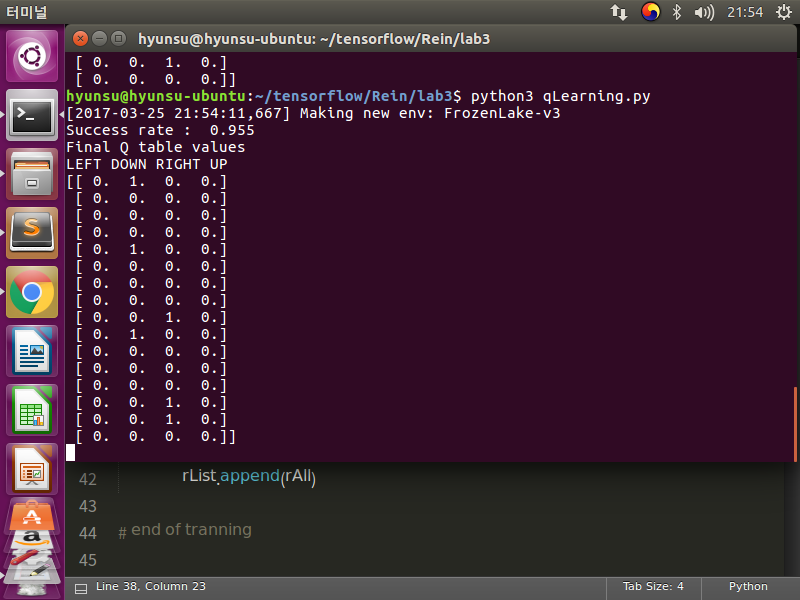 터미널
21:54
hyunsu@hyunsu-ubuntu: ~/tensorflow/Rein/lab3
[ 0. 0. 1. 0.]
[ 0. 0. 0. 0.]]
hyunsu@hyunsu-ubuntu:~/tensorflow/Rein/lab3$ python3 qLearning.py
[2017-03-25 21:54:11,667] Making new env: FrozenLake-v3
Success rate :  0.955
Final Q table values
LEFT DOWN RIGHT UP
[[ 0. 1. 0. 0.]
[ 0. 0. 0. 0.]
[ 0. 0. 0. 0.]
[ 0. 0. 0. 0.]
[ 0. 1. 0. 0.]
[ 0. 0. 0. 0.]
[ 0. 0. 0. 0.]
[ 0. 0. 0. 0.]
[ 0. 0. 1. 0.]
[ 0. 1. 0. 0.]
[ 0. 0. 0. 0.]
[ 0. 0. 0. 0.]
[ 0. 0. 0. 0.]
[ 0. 0. 1. 0.]
[ 0. 0. 1. 0.]
[ 0. 0. 0. 0.]]
42 rList.append(rAll)
43
44 # end of tranning
45
Line 38, Column 23
Tab Size: 4
Python